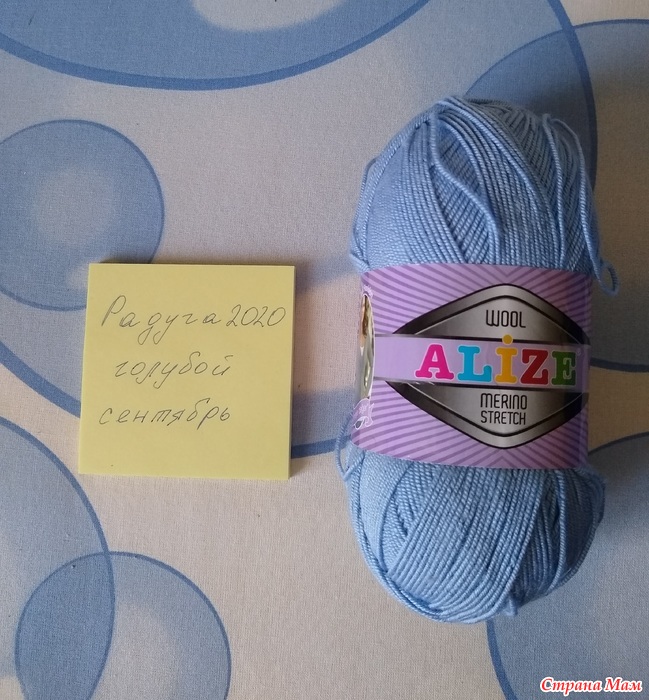 Радуга 2020
голубой
сентябрь
WOOL
ALİZE
MERINO
STRETCH
Страна Мам